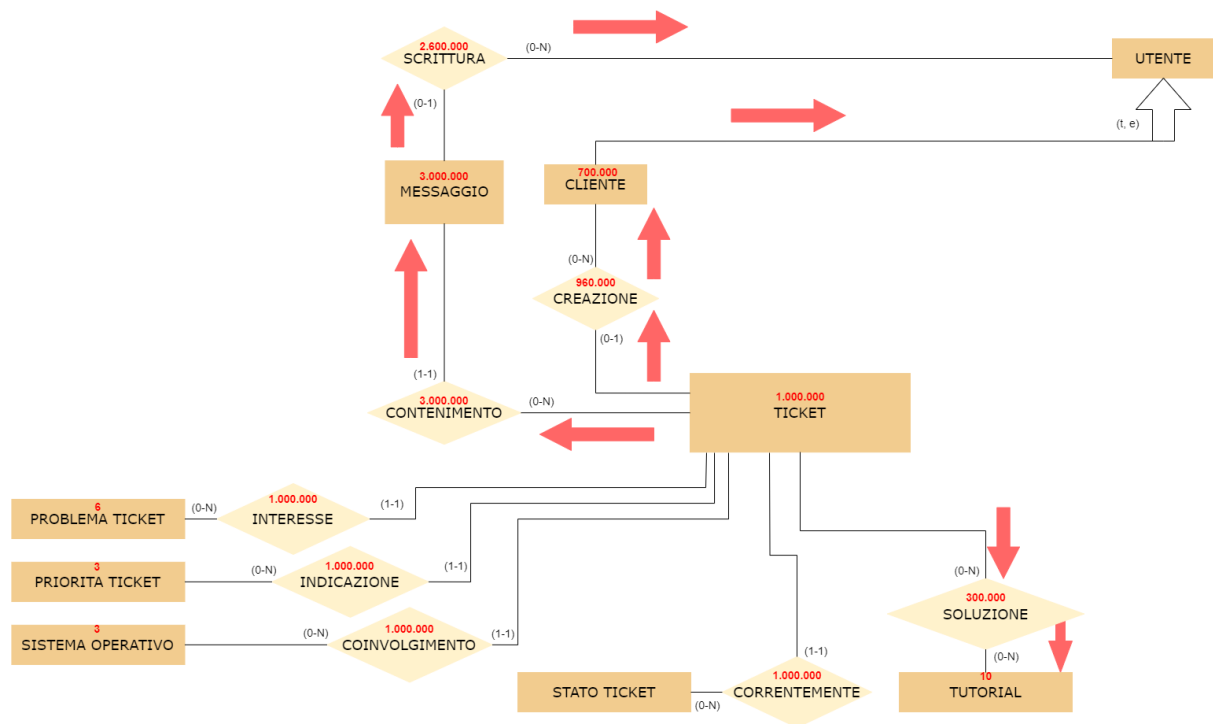 2.600.000
SCRITTURA
(0-N)
UTENTE
(0-1)
(t, e)
3.000.000
MESSAGGIO
700.000
CLIENTE
(0-N)
960.000
CREAZIONE
(0-1)
(1-1)
3.000.000
CONTENIMENTO
(0-N)
1.000.000
TICKET
6
PROBLEMA TICKET
(0-N)
1.000.000
INTERESSE
(1-1)
3
PRIORITA TICKET
(0-N)
1.000.000
INDICAZIONE
(1-1)
(0-N)
300.000
SOLUZIONE
3
SISTEMA OPERATIVO
(0-N)
1.000.000
COINVOLGIMENTO
(1-1)
(1-1)
(0-N)
STATO TICKET
(0-N)
1.000.000
CORRENTEMENTE
10
TUTORIAL